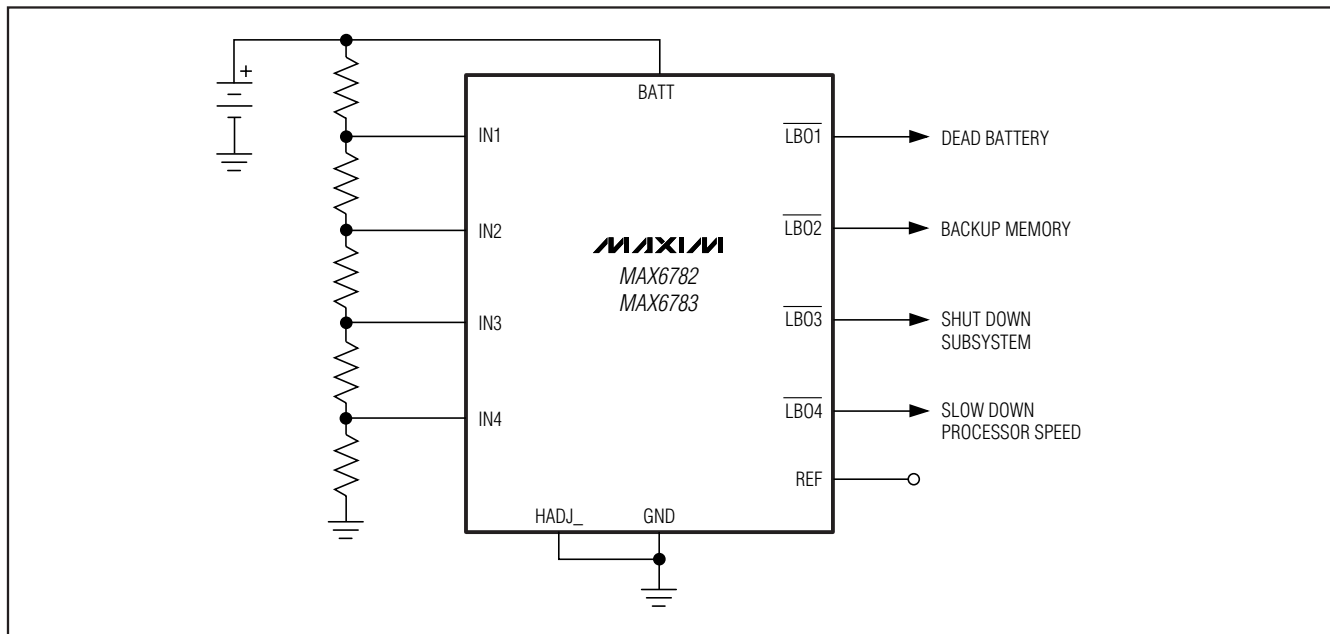 +
BATT
IN1
LBO1
DEAD BATTERY
IN2
LBO2
BACKUP MEMORY
MAXIM
MAX6782
MAX6783
IN3
LBO3
SHUT DOWN
SUBSYSTEM
IN4
LBO4
SLOW DOWN
PROCESSOR SPEED
REF
HADJ_
GND